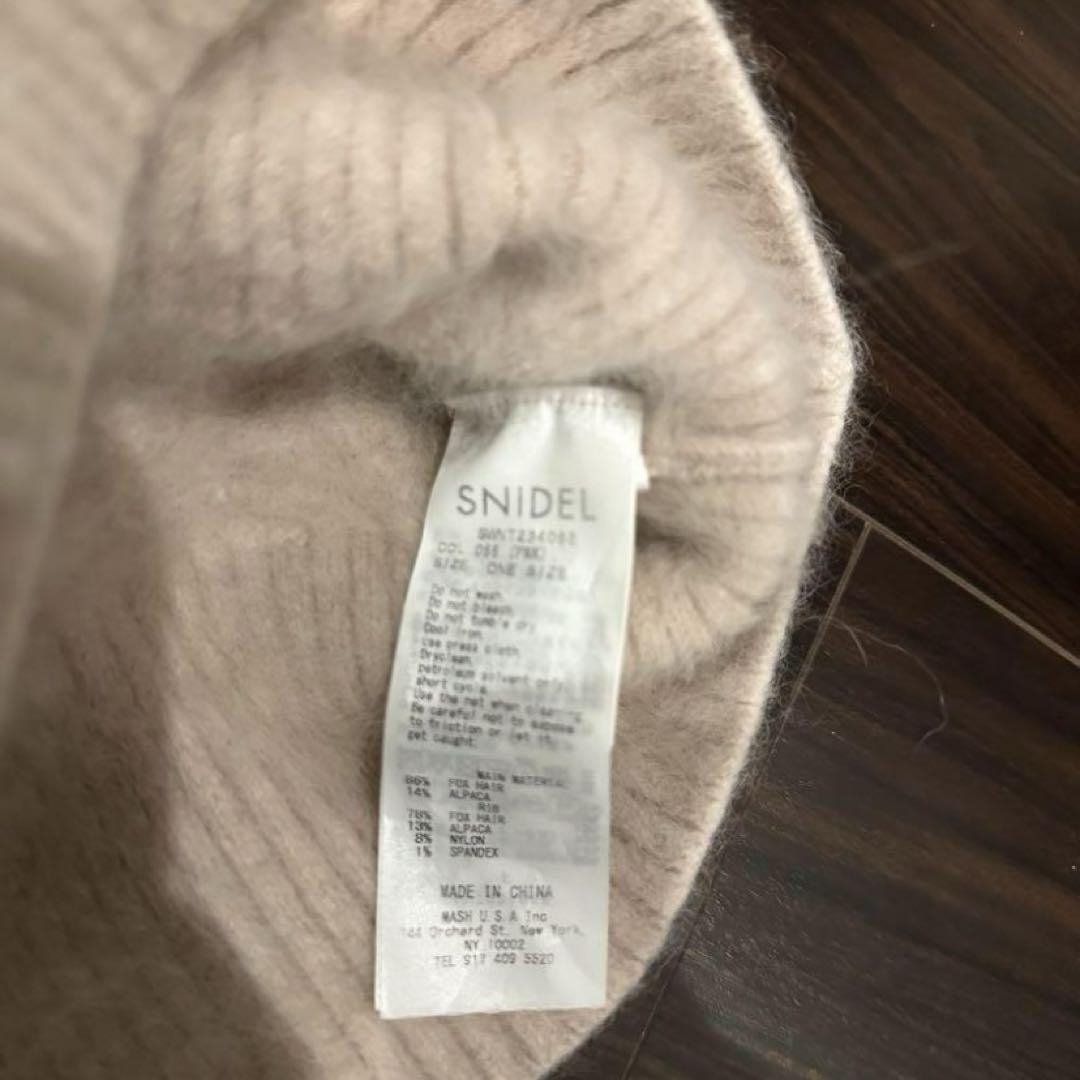 SNIDEL
SWNT234068
COL 066 (PNK)
SIZE ONE SIZE
Do not wash
Do not bleach
Do not tumble dry
Cool iron
Use press cloth
Dryclean
petroleum solvent only
short cycle
Use the net when cleaning
Be careful not to expose
to friction or let it
get caught
MAIN MATERIAL
86% FOX HAIR
14% ALPACA
RIB
78% FOX HAIR
13% ALPACA
8% NYLON
1% SPANDEX
MADE IN CHINA
MASH U.S.A Inc
Orchard St. New York,
NY 10002
TEL 917 409 5520